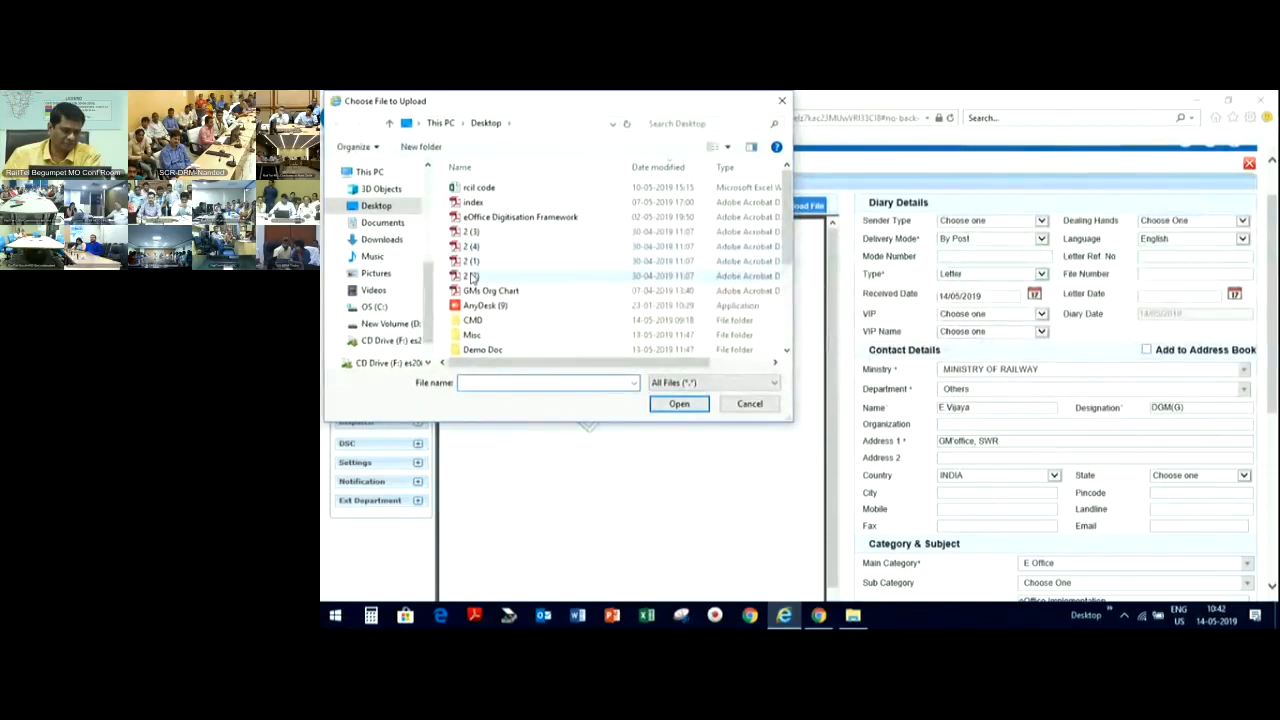 RailTel Begumpet MO Conf Room
SCR-DRM-Nanded
Choose File to Upload
This PC
Desktop
Search Desktop
Organize
New folder
This PC
3D Objects
Desktop
Documents
Downloads
Music
Pictures
Videos
OS (C:)
New Volume (D:
CD Drive (F:) es2
CD Drive (F:) es20
Name
Date modified
Type
rcil code
10-05-2019 15:15
Microsoft Excel W
index
07-05-2019 17:00
Adobe Acrobat D
eOffice Digitisation Framework
02-05-2019 19:50
Adobe Acrobat D
2 (3)
30-04-2019 11:07
Adobe Acrobat D
2 (4)
30-04-2019 11:07
Adobe Acrobat D
2 (1)
30-04-2019 11:07
Adobe Acrobat D
30-04-2019 11:07
Adobe Acrobat D
GMs Org Chart
07-04-2019 13:40
Adobe Acrobat D
AnyDesk (9)
23-01-2019 10:29
Application
CMD
14-05-2019 09:18
File folder
Misc
13-05-2019 11:47
File folder
Demo Doc
13-05-2019 11:47
File folder
File name:
All Files (*.*)
Open
Cancel
DSC
Settings
Notification
Ext Department
Search...
Diary Details
Sender Type
Choose one
Dealing Hands
Choose One
Delivery Mode*
By Post
Language
English
Mode Number
Letter Ref. No
Type*
Letter
File Number
Received Date
14/05/2019
Letter Date
VIP
Choose one
Diary Date
VIP Name
Choose one
Contact Details
Add to Address Book
Ministry *
MINISTRY OF RAILWAY
Department *
Others
Name*
E Vijaya
Designation*
DGM(G)
Organization
Address 1 *
GM'office, SWR
Address 2
Country
INDIA
State
Choose one
City
Pincode
Mobile
Landline
Fax
Email
Category & Subject
Main Category*
E Office
Sub Category
Choose One
eOffice Implementation
Desktop
ENG
US
10:42
14-05-2019